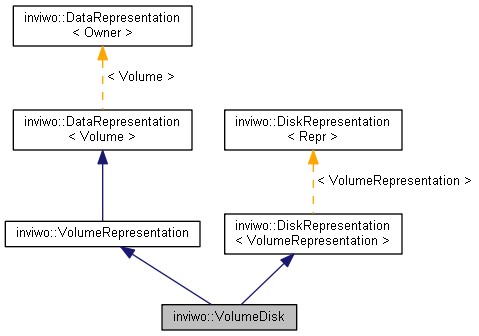 inviwo::DataRepresentation
< Owner >
< Volume >
inviwo::DataRepresentation
< Volume >
inviwo::DiskRepresentation
< Repr >
< VolumeRepresentation >
inviwo::VolumeRepresentation
inviwo::DiskRepresentation
< VolumeRepresentation >
inviwo::VolumeDisk